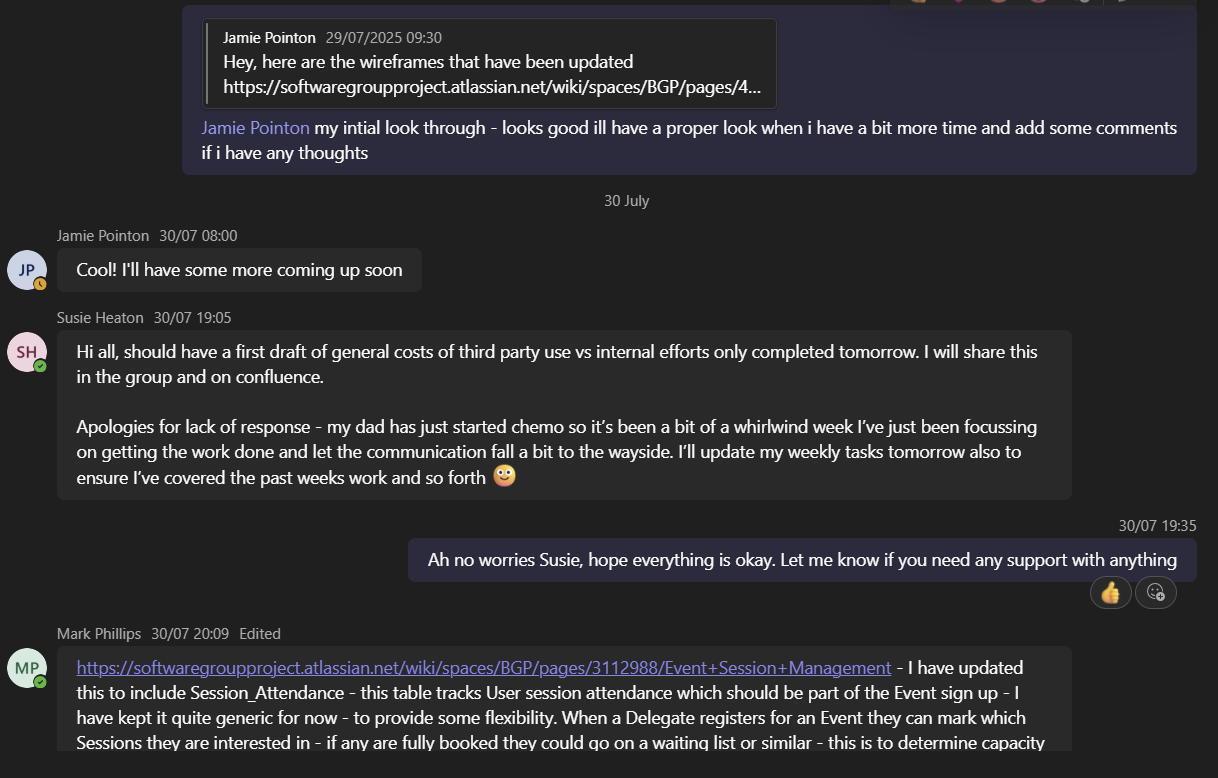 Jamie Pointon 29/07/2025 09:30
Hey, here are the wireframes that have been updated
https://softwaregroupproject.atlassian.net/wiki/spaces/BGP/pages/4...
Jamie Pointon my intial look through - looks good ill have a proper look when i have a bit more time and add some comments
if i have any thoughts
30 July
Jamie Pointon 30/07 08:00
JP
Cool! I'll have some more coming up soon
Susie Heaton 30/07 19:05
SH
Hi all, should have a first draft of general costs of third party use vs internal efforts only completed tomorrow. I will share this
in the group and on confluence.
Apologies for lack of response - my dad has just started chemo so it's been a bit of a whirlwind week I've just been focussing
on getting the work done and let the communication fall a bit to the wayside. I'll update my weekly tasks tomorrow also to
ensure I've covered the past weeks work and so forth
30/07 19:35
Ah no worries Susie, hope everything is okay. Let me know if you need any support with anything
Mark Phillips 30/07 20:09 Edited
MP
https://softwaregroupproject.atlassian.net/wiki/spaces/BGP/pages/3112988/Event+Session+Management - I have updated
this to include Session_Attendance - this table tracks User session attendance which should be part of the Event sign up - I
have kept it quite generic for now - to provide some flexibility. When a Delegate registers for an Event they can mark which
Sessions they are interested in - if any are fully booked they could go on a waiting list or similar - this is to determine capacity